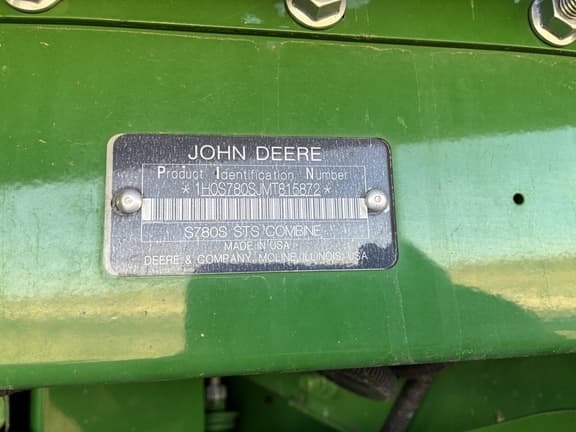 JOHN DEERE
Product Identification Number
*1H0S780SJMT815872*
S780S STS COMBINE
MADE IN USA
DEERE & COMPANY, MOLINE, ILLINOIS, USA